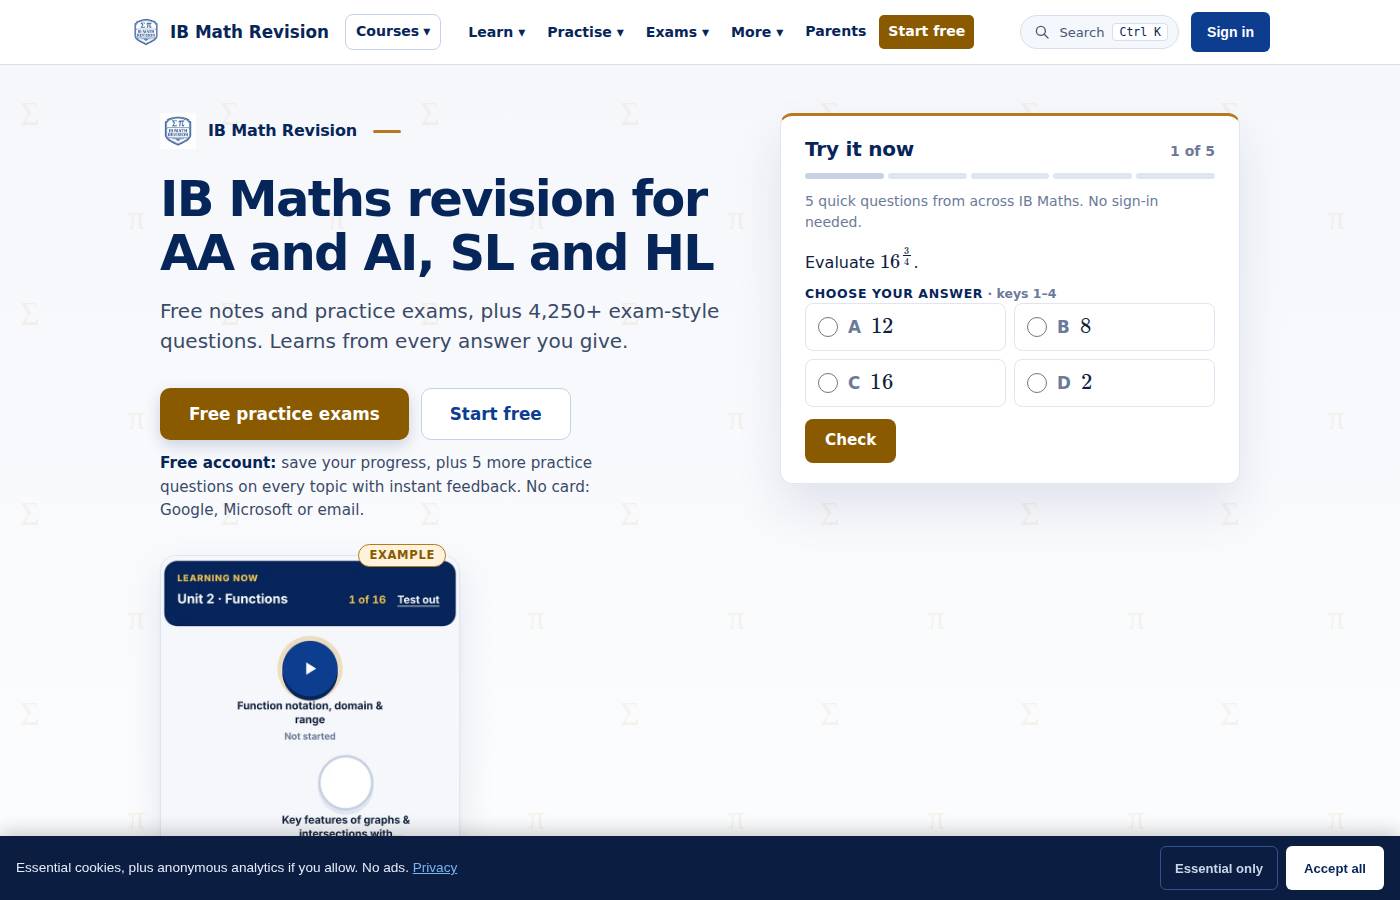 IB Math Revision
Courses ▾
Learn ▾
Practise ▾
Exams ▾
More ▾
Parents
Start free
Search Ctrl K
Sign in
IB Math Revision
IB Maths revision for
AA and AI, SL and HL
Free notes and practice exams, plus 4,250+ exam-style
questions. Learns from every answer you give.
Free practice exams
Start free
Free account: save your progress, plus 5 more practice
questions on every topic with instant feedback. No card:
Google, Microsoft or email.
EXAMPLE
LEARNING NOW
Unit 2 · Functions 1 of 16 Test out
Function notation, domain &
range
Not started
Key features of graphs &
intersections with
Try it now 1 of 5
5 quick questions from across IB Maths. No sign-in
needed.
Evaluate 16^(3/4).
CHOOSE YOUR ANSWER · keys 1–4
A 12 B 8
C 16 D 2
Check
Essential cookies, plus anonymous analytics if you allow. No ads. Privacy
Essential only
Accept all